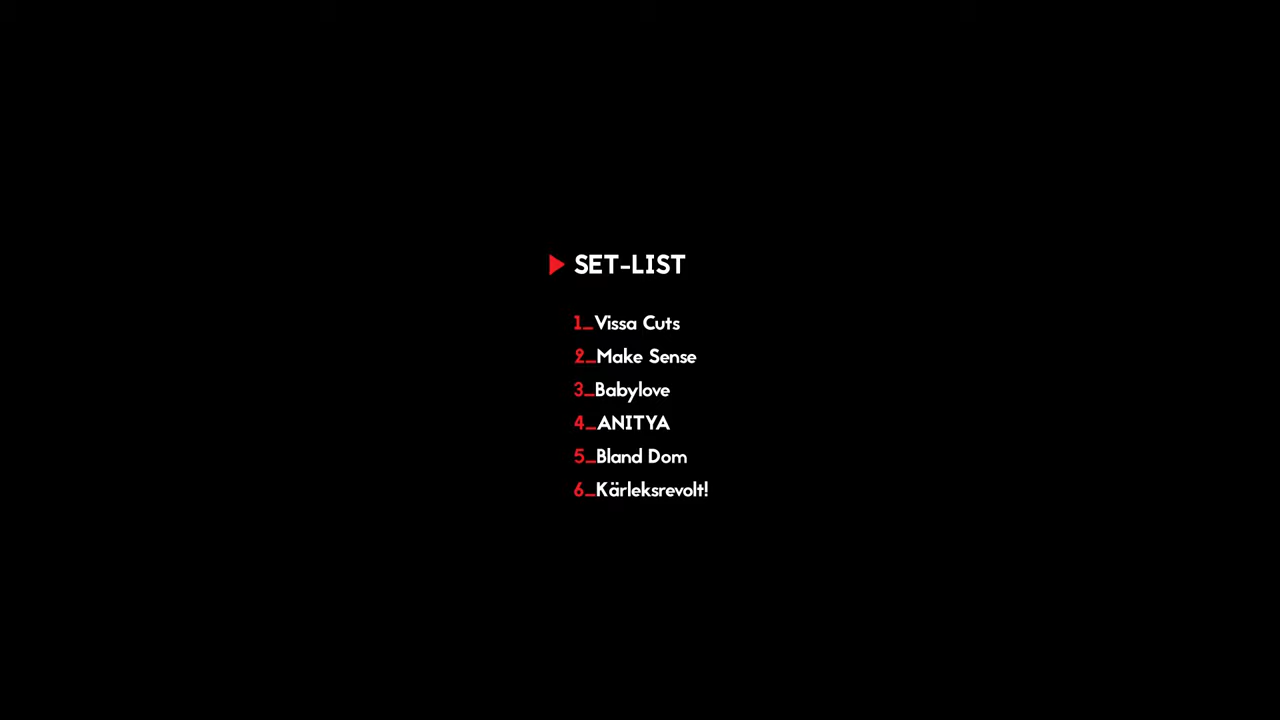 SET-LIST
1_Vissa Cuts
2_Make Sense
3_Babylove
4_ANITYA
5_Bland Dom
6_Kärleksrevolt!